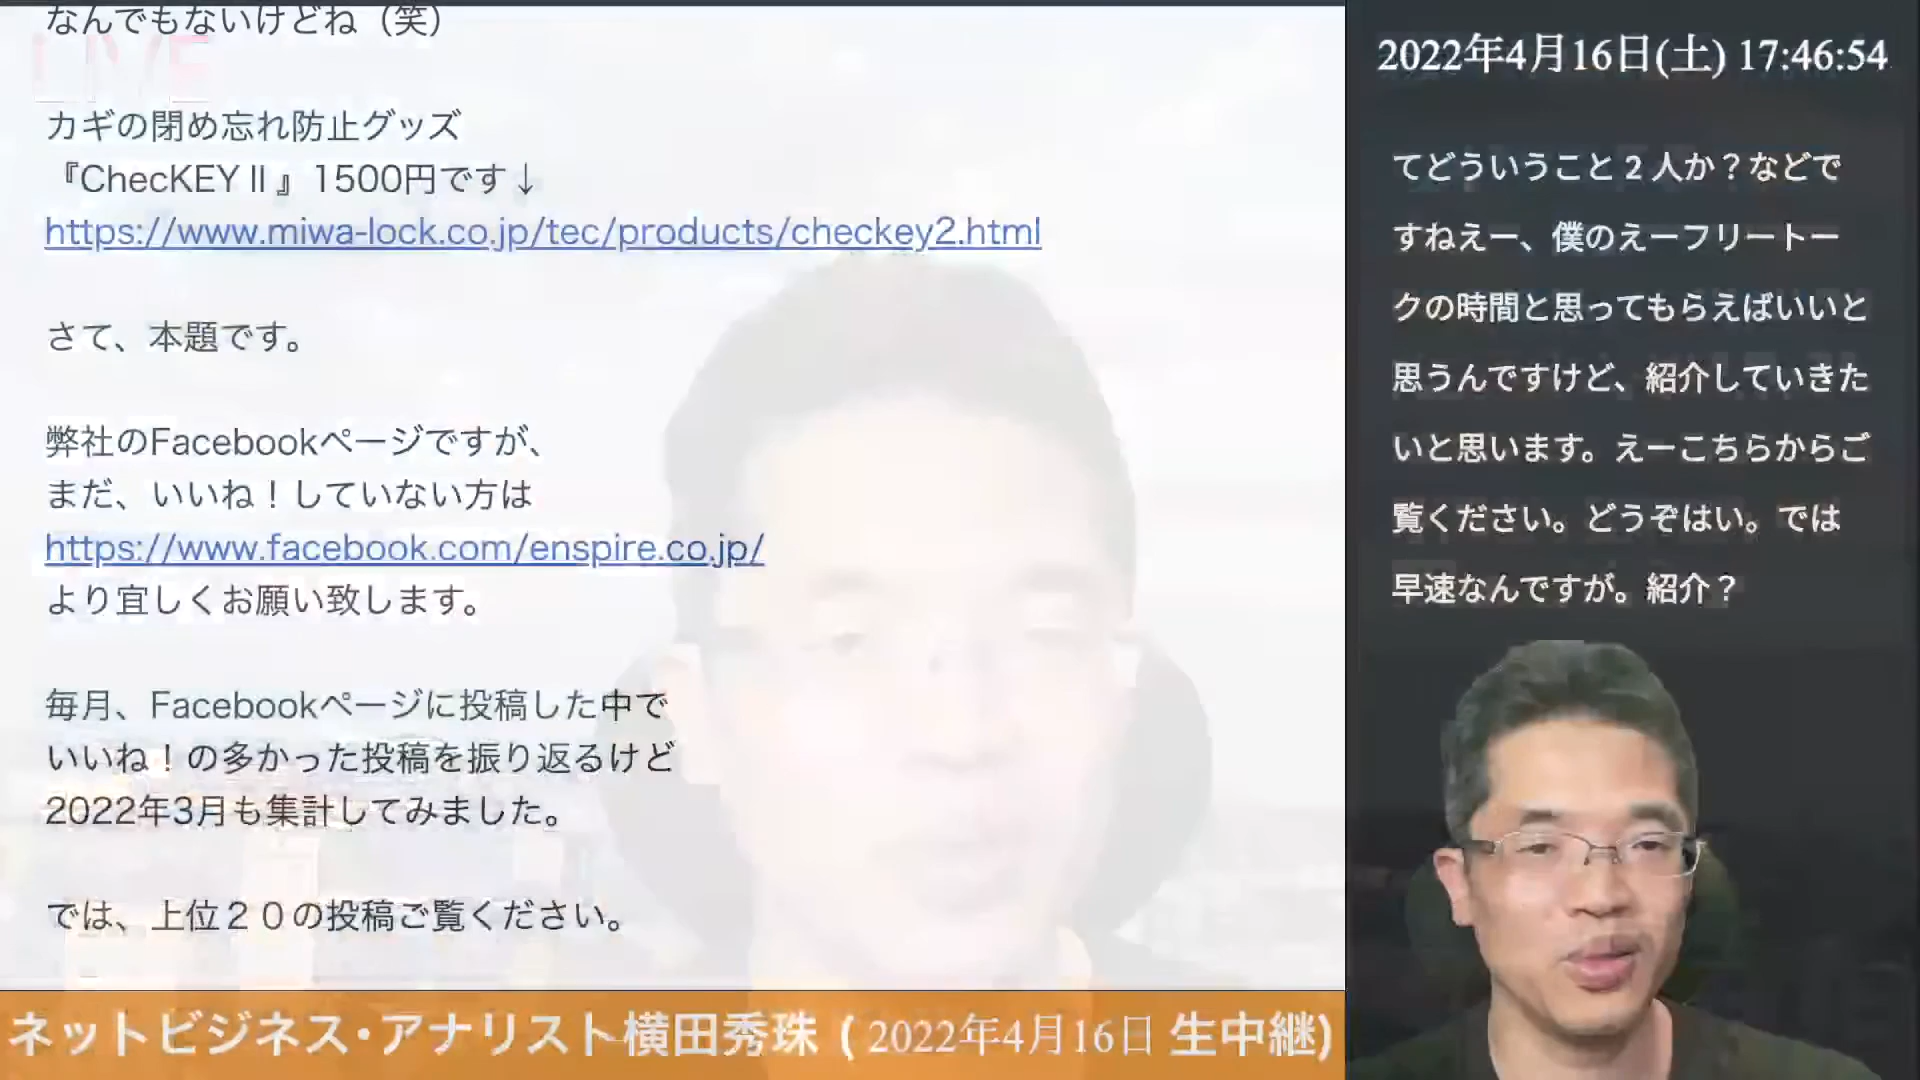 なんでもないけどね（笑）
LIVE
カギの閉め忘れ防止グッズ
『ChecKEYⅡ』1500円です↓
https://www.miwa-lock.co.jp/tec/products/checkey2.html
さて、本題です。
弊社のFacebookページですが、
まだ、いいね！していない方は
https://www.facebook.com/enspire.co.jp/
より宜しくお願い致します。
毎月、Facebookページに投稿した中で
いいね！の多かった投稿を振り返るけど
2022年3月も集計してみました。
では、上位２０の投稿ご覧ください。
ネットビジネス・アナリスト横田秀珠 ( 2022年4月16日 生中継)
2022年4月16日(土) 17:46:54
てどういうこと２人か？などで
すねえー、僕のえーフリートー
クの時間と思ってもらえばいいと
思うんですけど、紹介していきた
いと思います。えーこちらからご
覧ください。どうぞはい。では
早速なんですが。紹介？